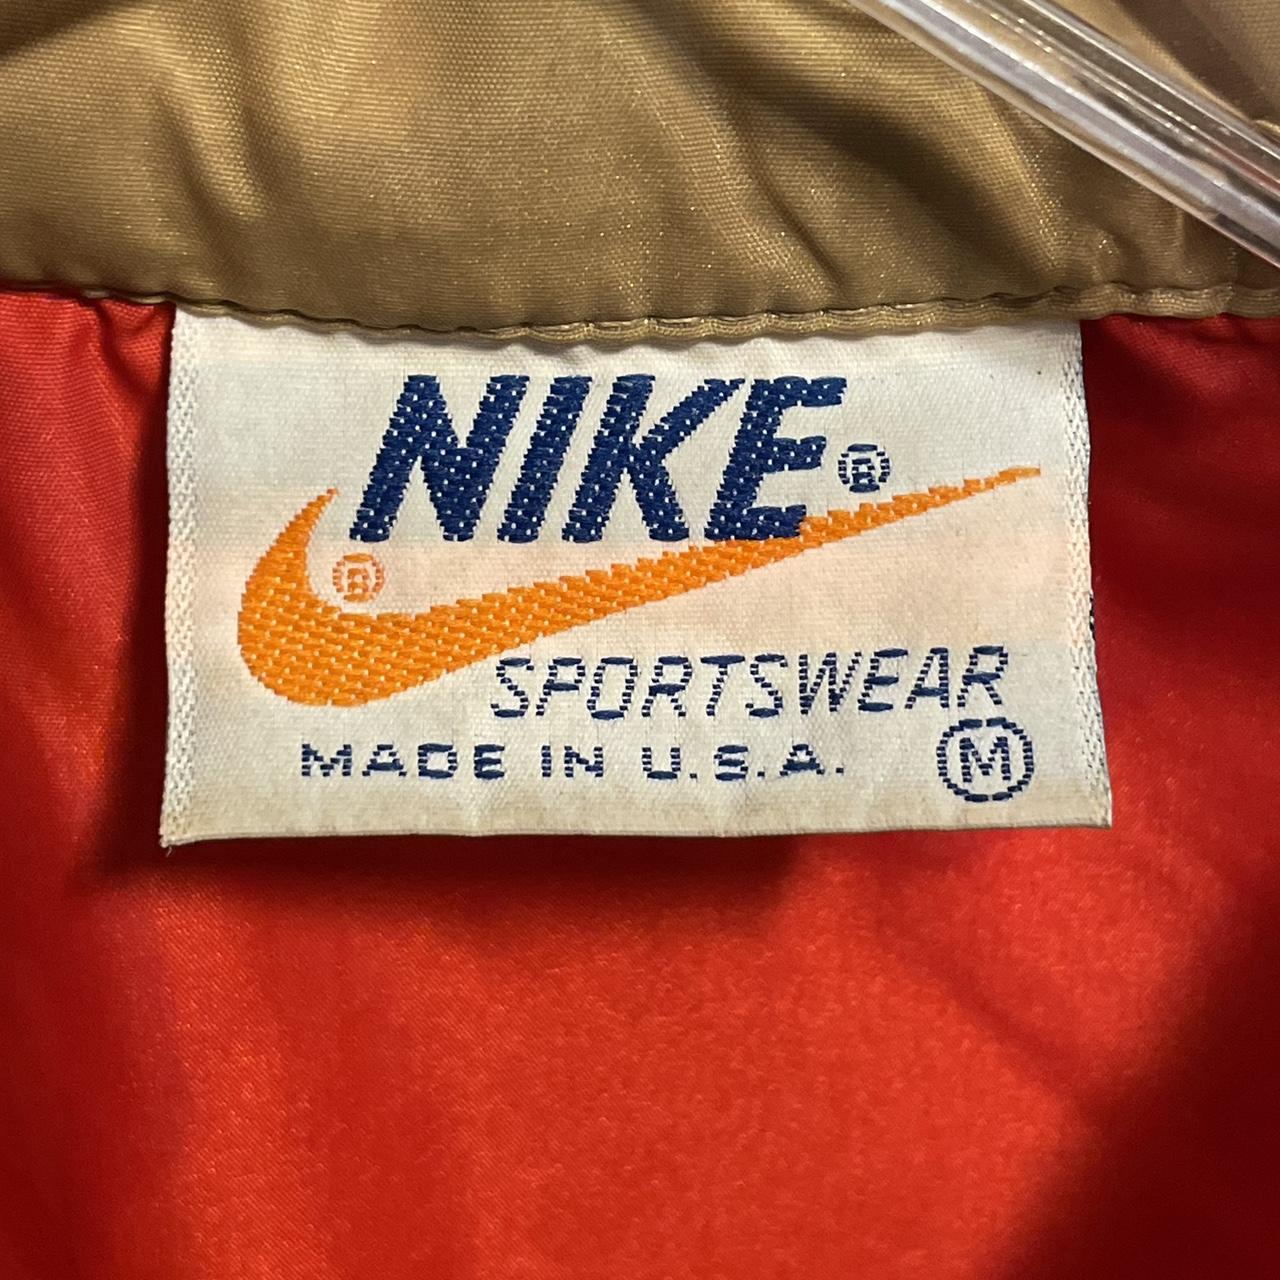 NIKE®
®
SPORTSWEAR
MADE IN U.S.A. Ⓜ